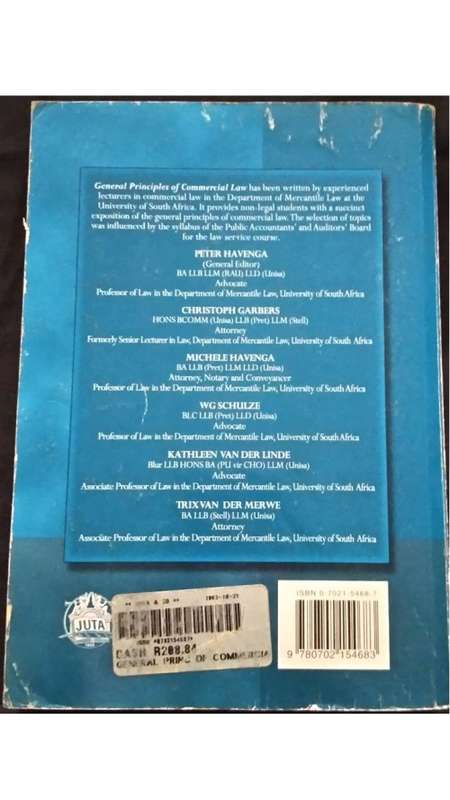 General Principles of Commercial Law has been written by experienced
lecturers in commercial law in the Department of Mercantile Law at the
University of South Africa. It provides non-legal students with a succinct
exposition of the general principles of commercial law. The selection of topics
was influenced by the syllabus of the Public Accountants' and Auditors' Board
for the law service course.
PETER HAVENGA
(General Editor)
BA LLB LLM (RAU) LLD (Unisa)
Advocate
Professor of Law in the Department of Mercantile Law, University of South Africa
CHRISTOPH GARBERS
HONS BCOMM (Unisa) LLB (Pret) LLM (Stell)
Attorney
Formerly Senior Lecturer in Law, Department of Mercantile Law, University of South Africa
MICHELE HAVENGA
BA LLB (Pret) LLM LLD (Unisa)
Attorney, Notary and Conveyancer
Professor of Law in the Department of Mercantile Law, University of South Africa
WG SCHULZE
BLC LLB (Pret) LLD (Unisa)
Advocate
Professor of Law in the Department of Mercantile Law, University of South Africa
KATHLEEN VAN DER LINDE
BIur LLB HONS BA (PU vir CHO) LLM (Unisa)
Advocate
Associate Professor of Law in the Department of Mercantile Law, University of South Africa
TRIX VAN DER MERWE
BA LLB (Stell) LLM (Unisa)
Attorney
Associate Professor of Law in the Department of Mercantile Law, University of South Africa
JUTA
CASH R208.84
GENERAL PRINC OF COMMERCIA
ISBN 0-7021-5468-7
9 780702 154683